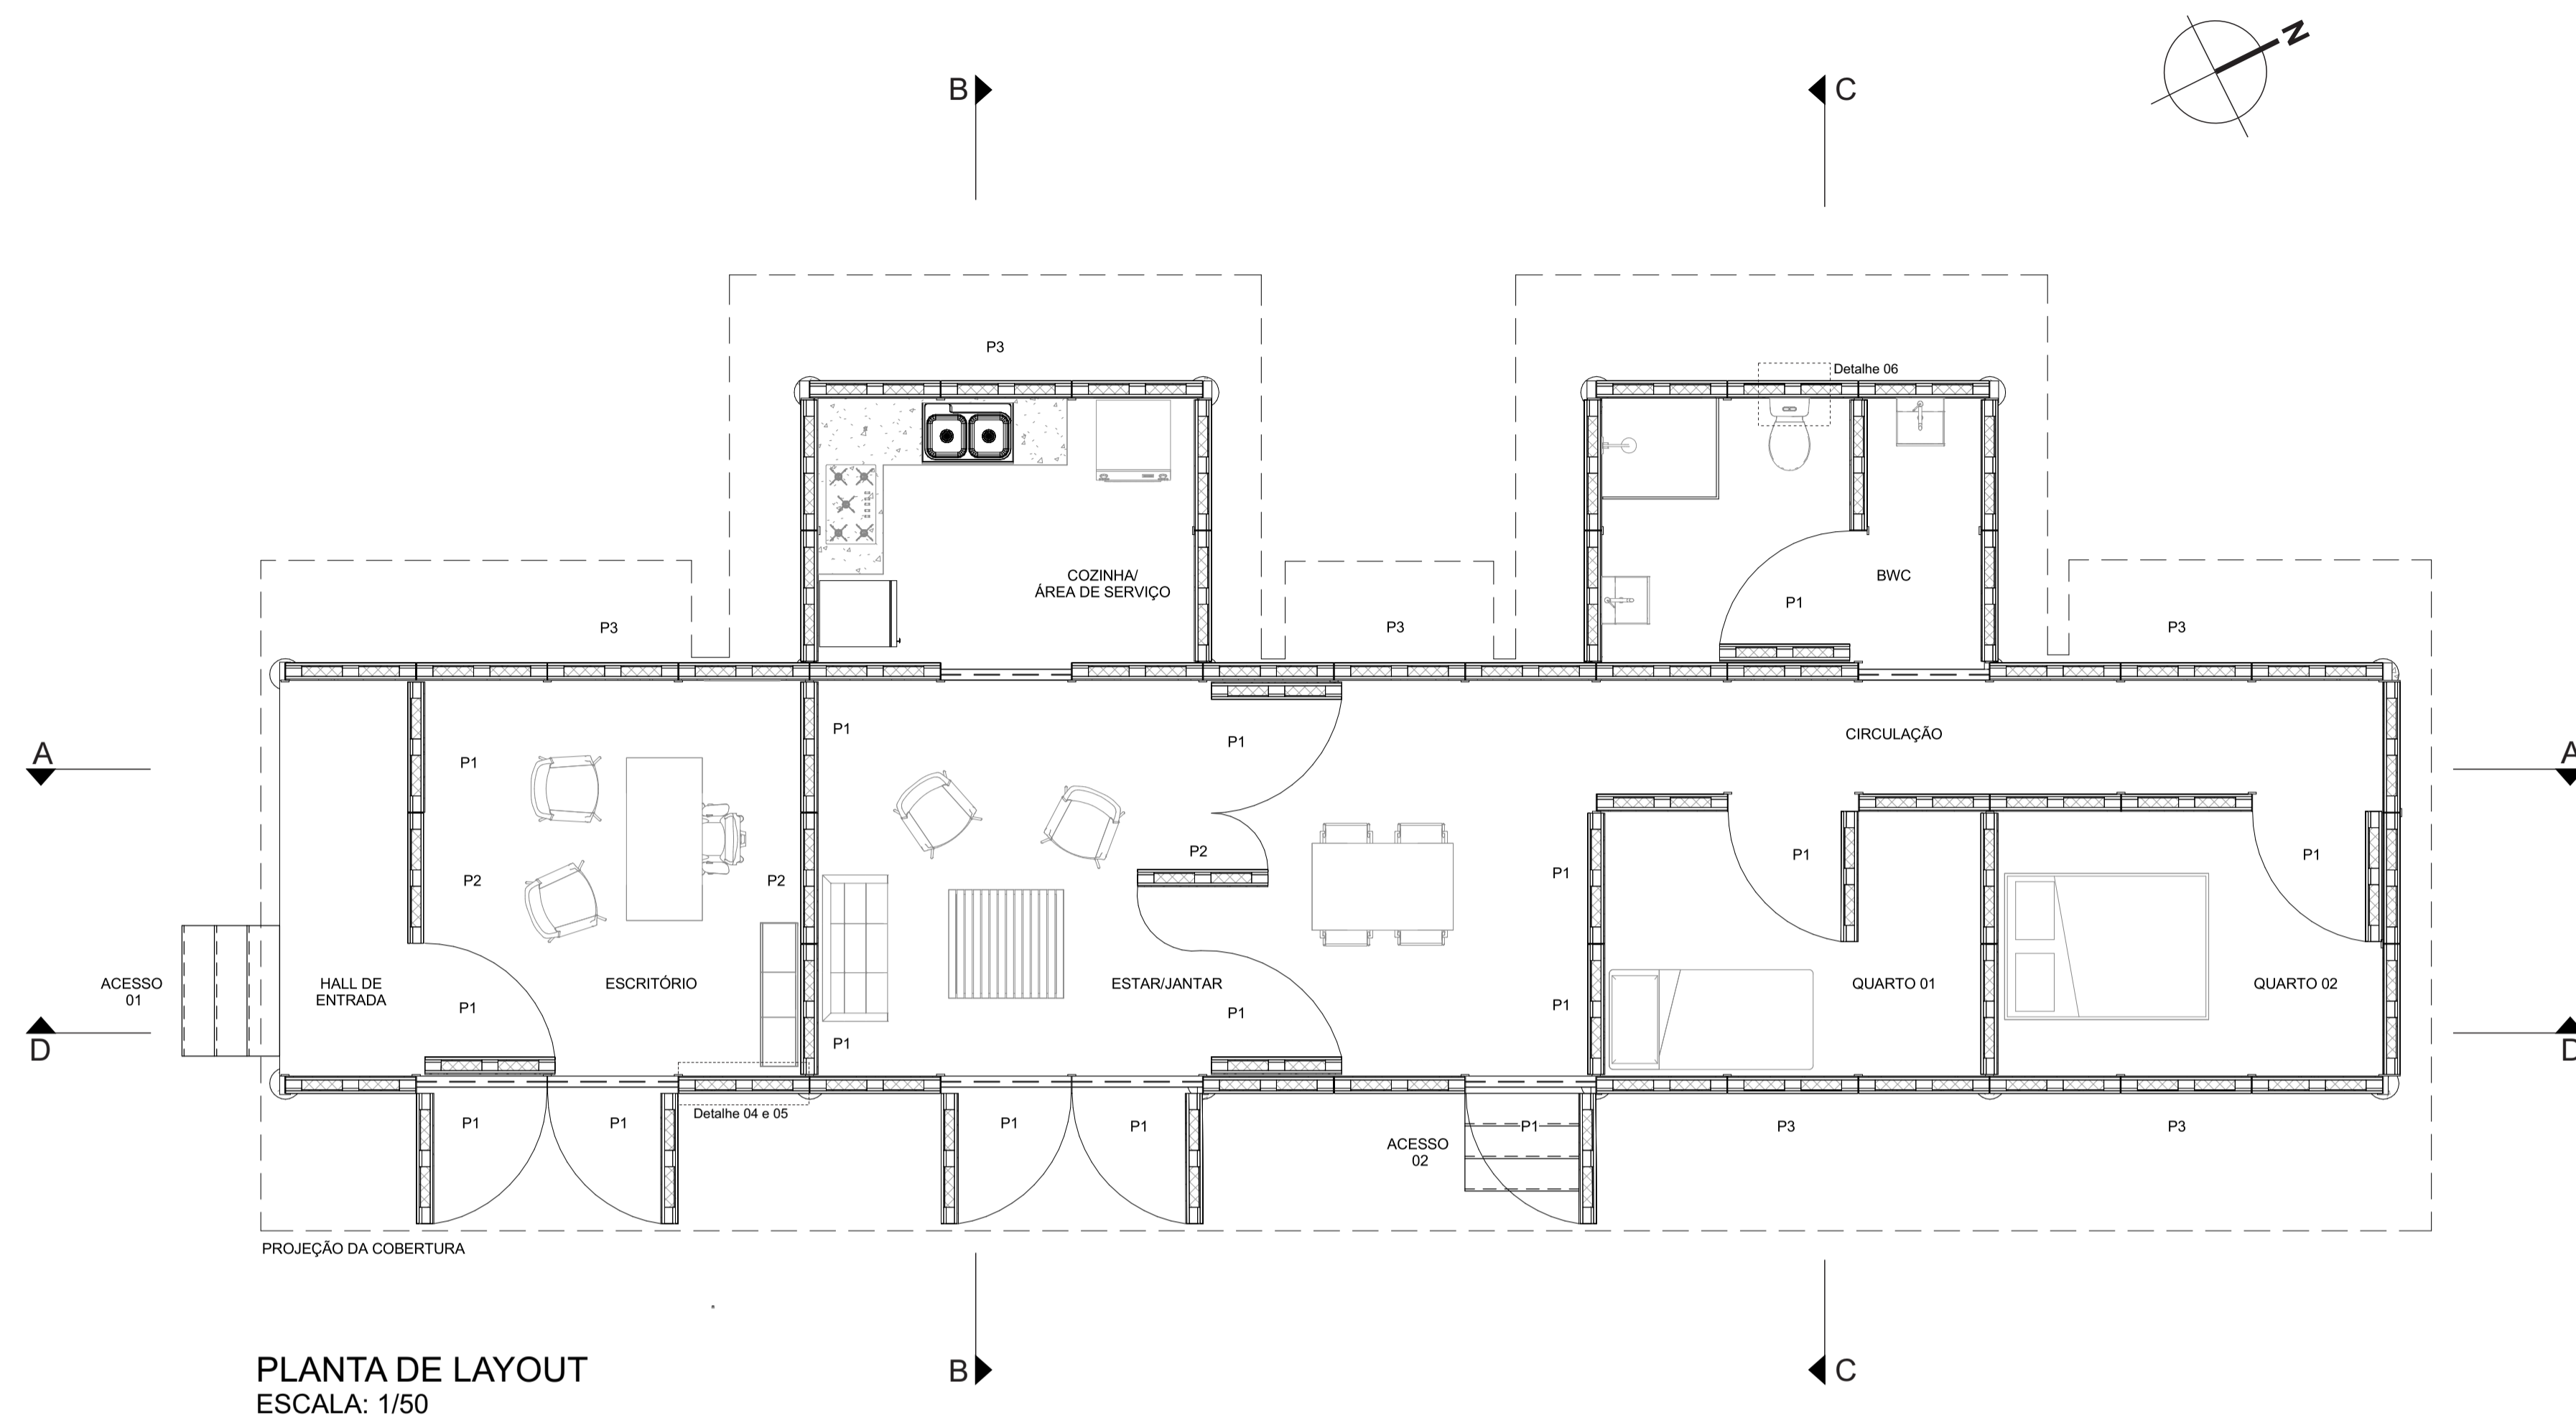 N
B
C
P3
Detalhe 06
COZINHA/
ÁREA DE SERVIÇO
BWC
P1
P3
P3
P3
P1
P1
CIRCULAÇÃO
A
A
P1
P2
P1
P1
P2
P2
P1
HALL DE
ENTRADA
ESCRITÓRIO
ESTAR/JANTAR
QUARTO 01
QUARTO 02
ACESSO
01
P1
P1
P1
P1
D
D
Detalhe 04 e 05
P1
P1
P1
P1
P1
P3
P3
ACESSO
02
PROJEÇÃO DA COBERTURA
B
C
PLANTA DE LAYOUT
ESCALA: 1/50